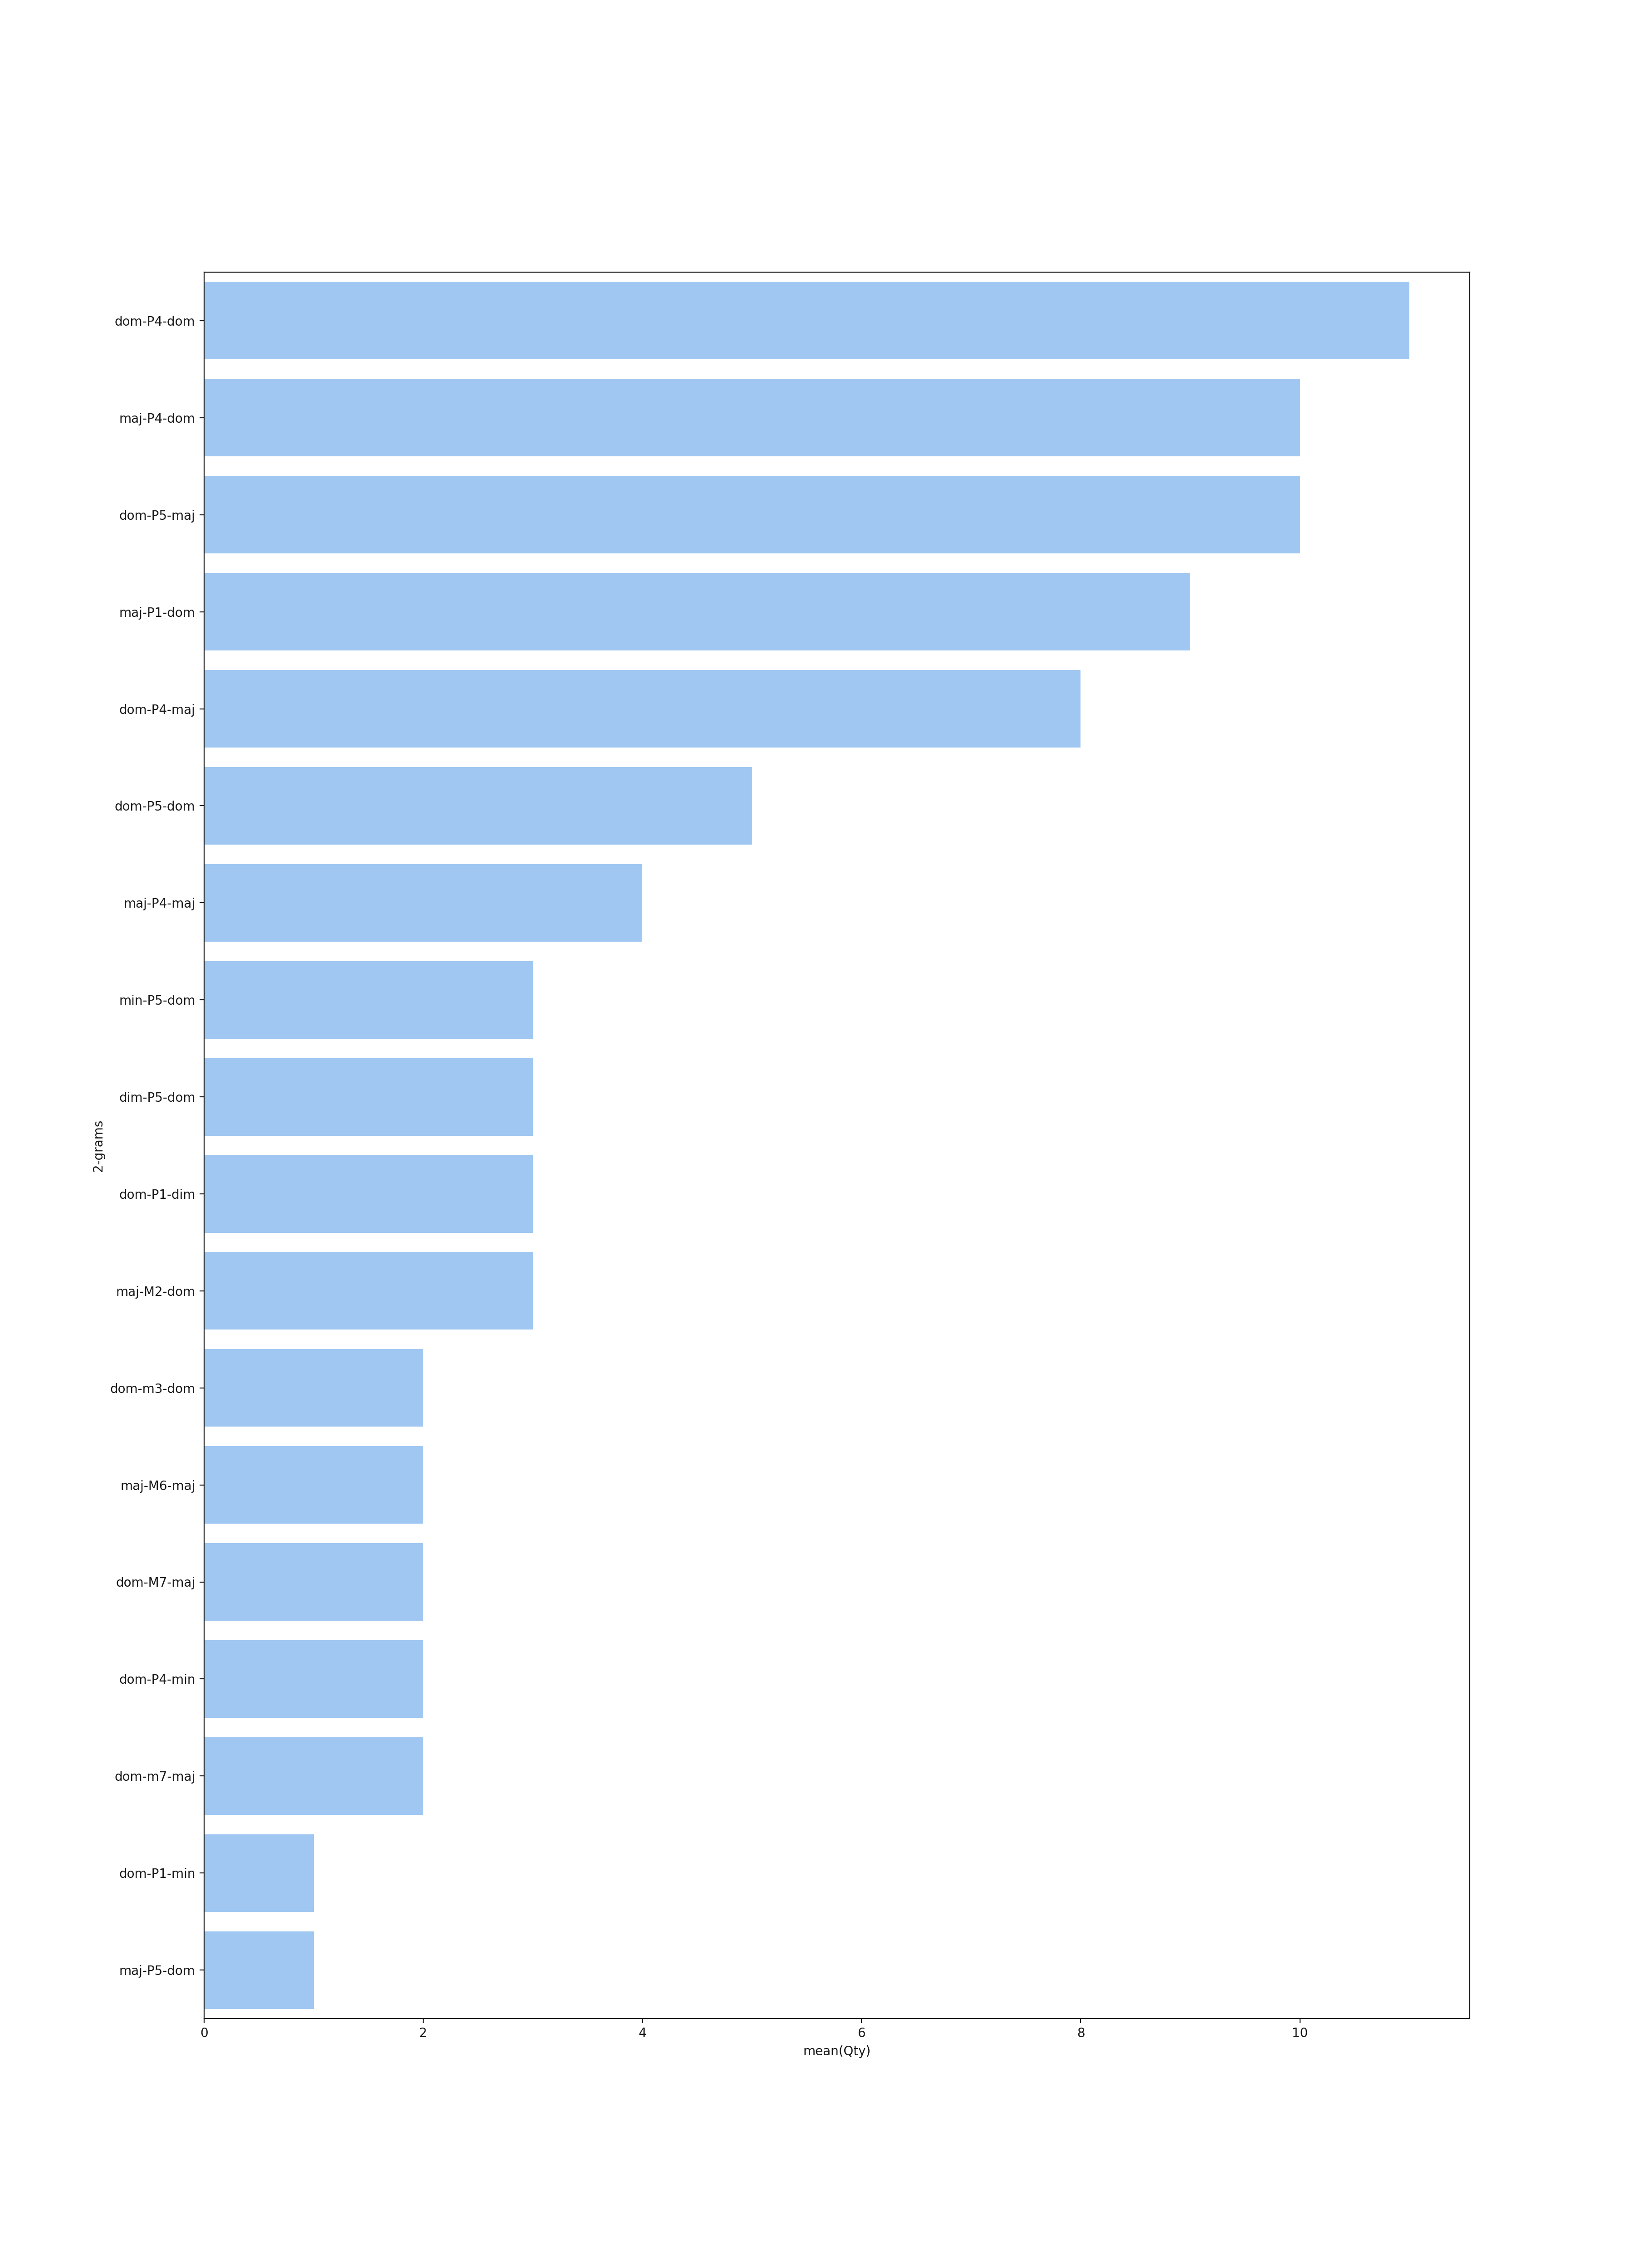 dom-P4-dom
maj-P4-dom
dom-P5-maj
maj-P1-dom
dom-P4-maj
dom-P5-dom
maj-P4-maj
min-P5-dom
dim-P5-dom
dom-P1-dim
maj-M2-dom
dom-m3-dom
maj-M6-maj
dom-M7-maj
dom-P4-min
dom-m7-maj
dom-P1-min
maj-P5-dom
2-grams
0 2 4 6 8 10
mean(Qty)